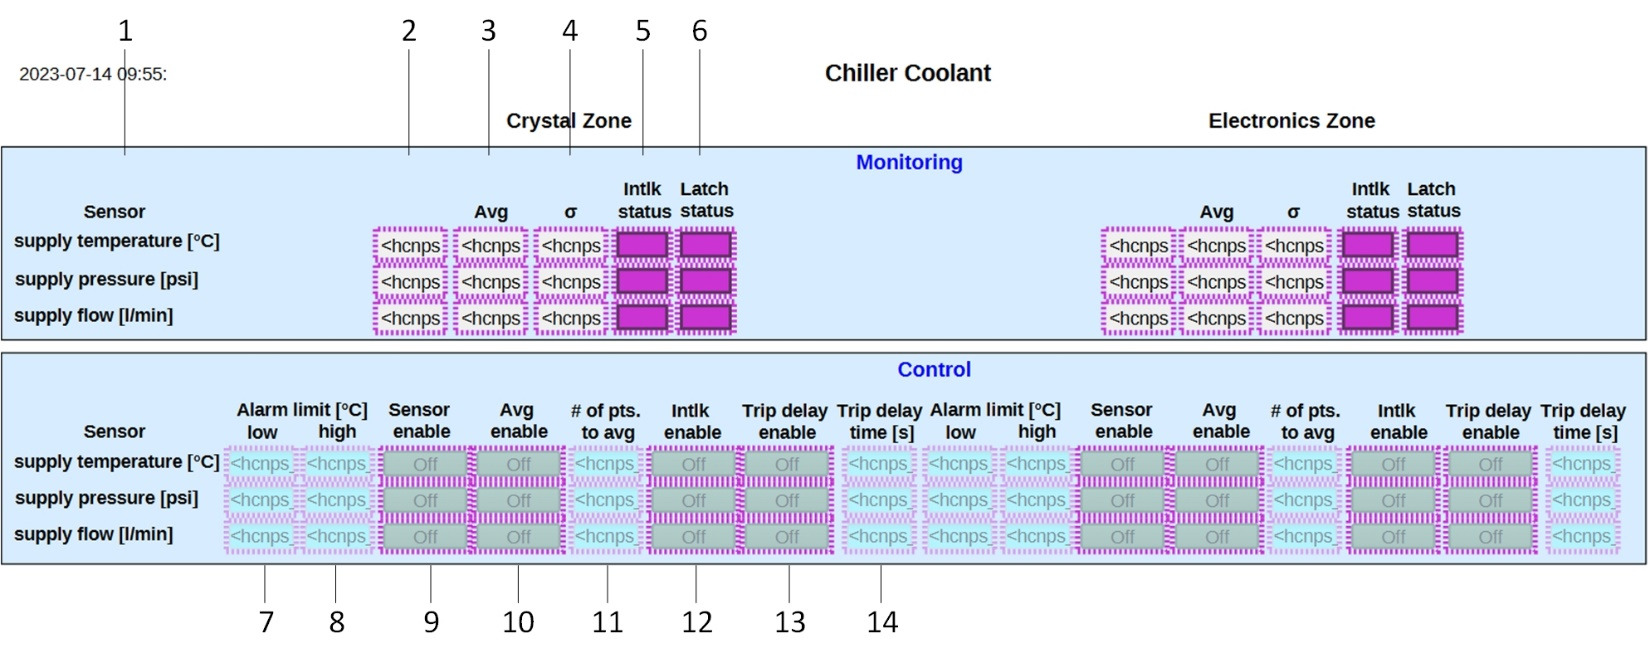 1 2 3 4 5 6
2023-07-14 09:55: Chiller Coolant
Crystal Zone Electronics Zone
Monitoring
Intlk Latch Intlk Latch
Sensor Avg σ status status Avg σ status status
supply temperature [°C] <hcnps <hcnps <hcnps <hcnps <hcnps <hcnps
supply pressure [psi] <hcnps <hcnps <hcnps <hcnps <hcnps <hcnps
supply flow [l/min] <hcnps <hcnps <hcnps <hcnps <hcnps <hcnps
Control
Alarm limit [°C] Sensor Avg # of pts. Intlk Trip delay Trip delay Alarm limit [°C] Sensor Avg # of pts. Intlk Trip delay Trip delay
Sensor low high enable enable to avg enable enable time [s] low high enable enable to avg enable enable time [s]
supply temperature [°C] <hcnps_ <hcnps_ Off Off <hcnps_ Off Off <hcnps_ <hcnps_ <hcnps_ Off Off <hcnps_ Off Off <hcnps_
supply pressure [psi] <hcnps_ <hcnps_ Off Off <hcnps_ Off Off <hcnps_ <hcnps_ <hcnps_ Off Off <hcnps_ Off Off <hcnps_
supply flow [l/min] <hcnps_ <hcnps_ Off Off <hcnps_ Off Off <hcnps_ <hcnps_ <hcnps_ Off Off <hcnps_ Off Off <hcnps_
7 8 9 10 11 12 13 14